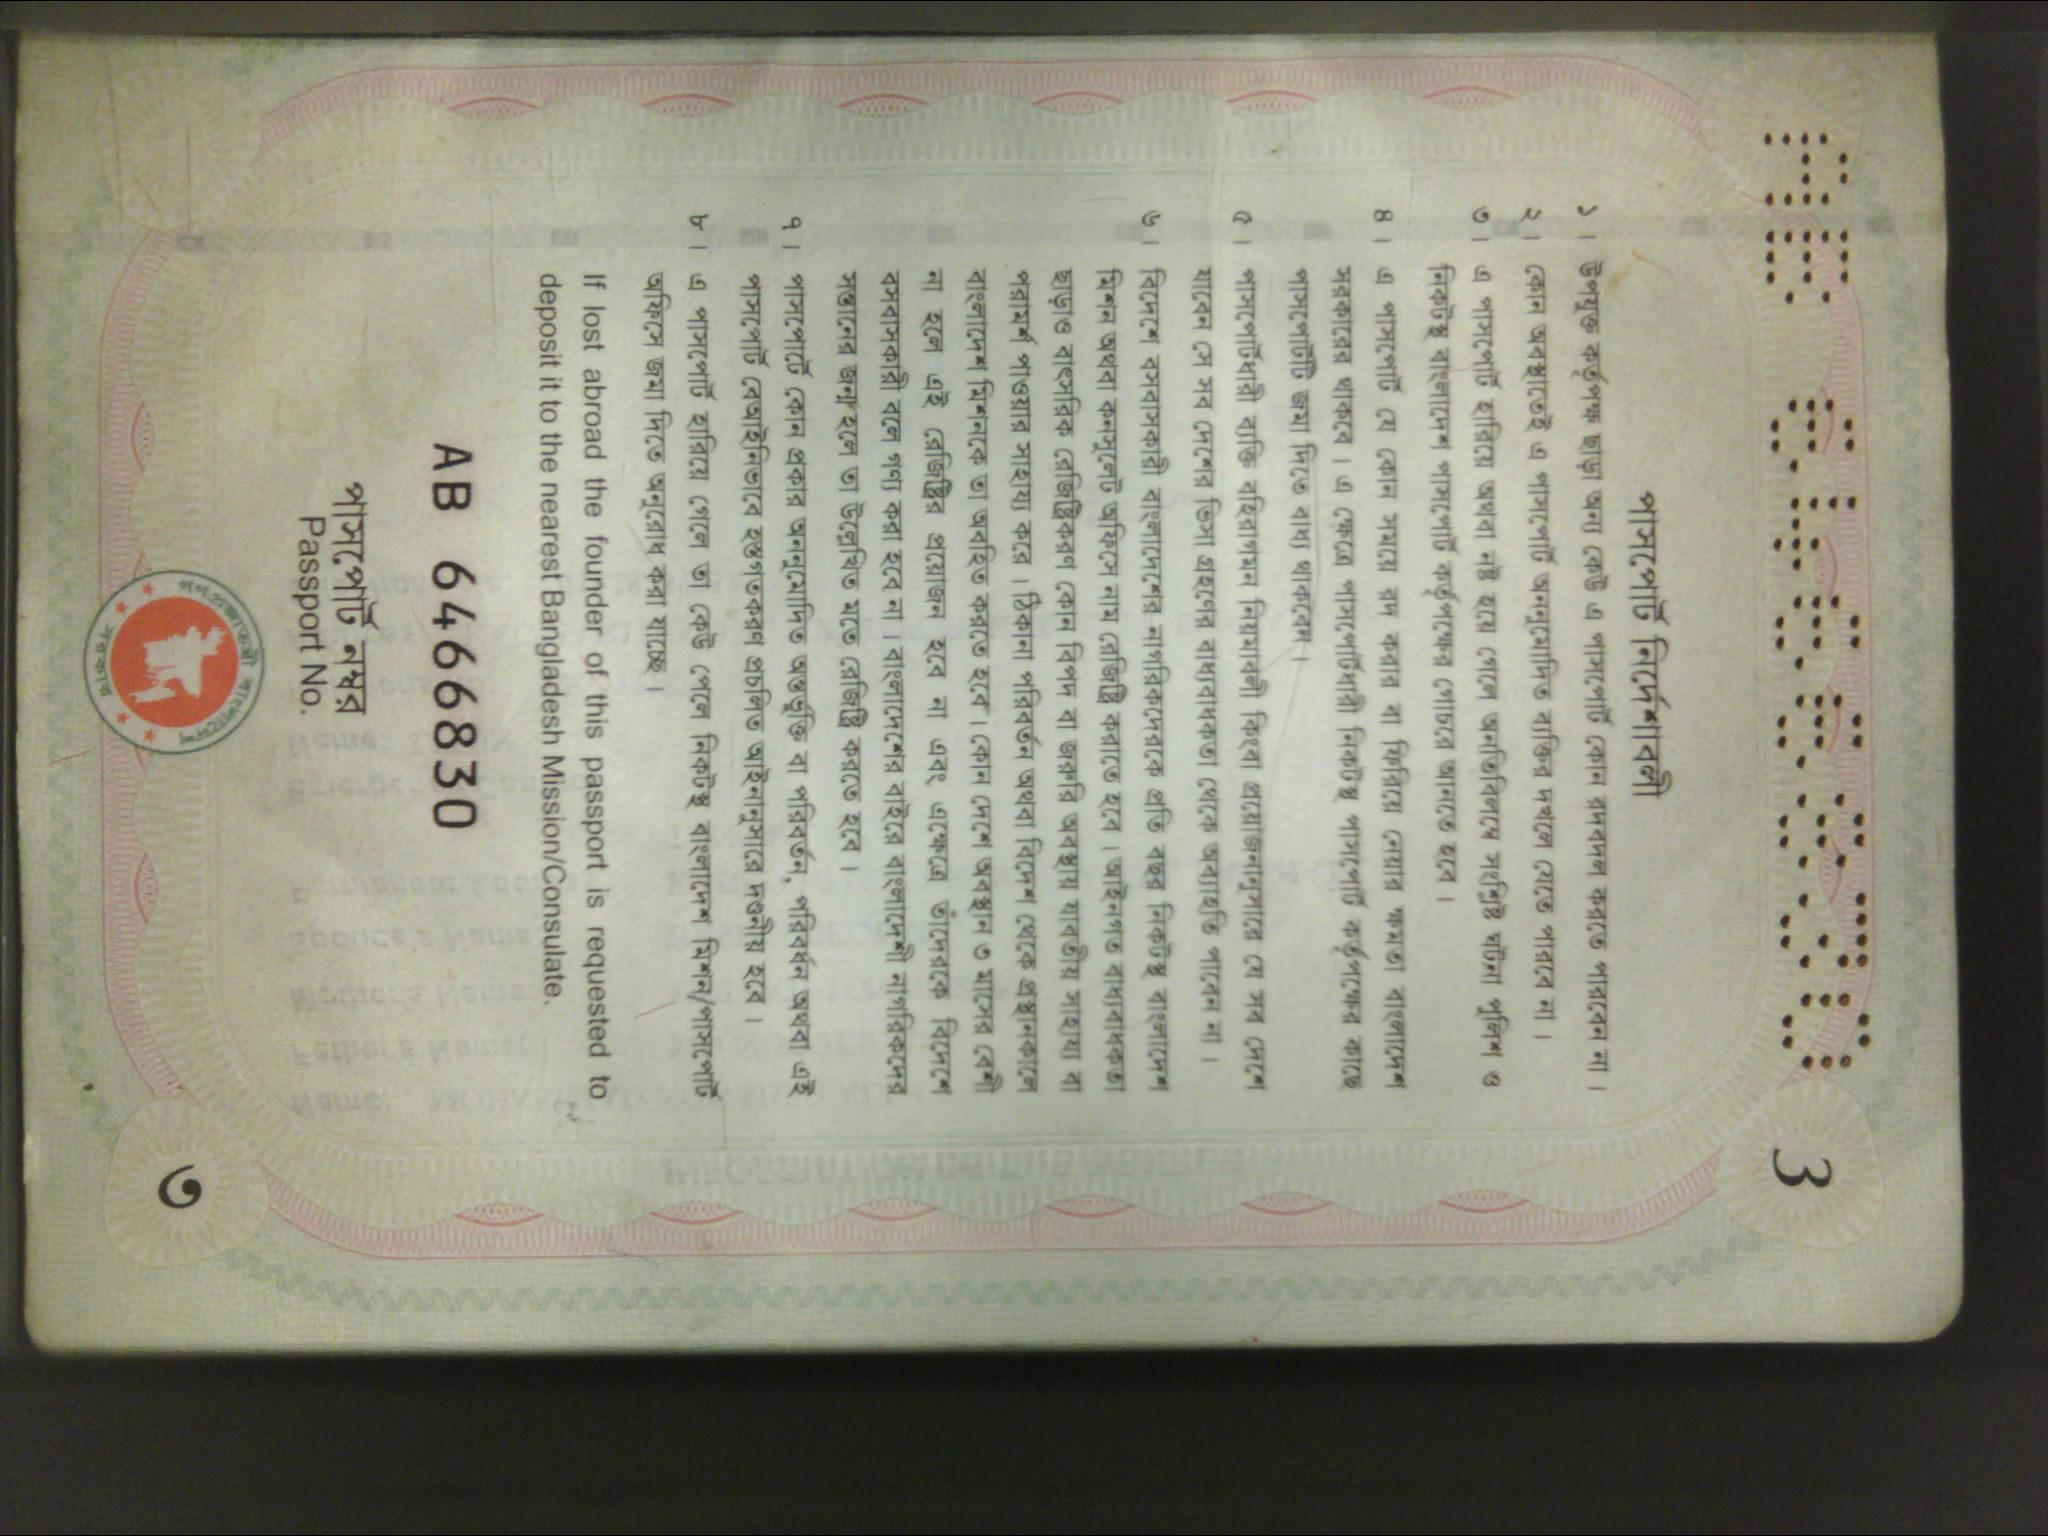 পাসপোর্ট নির্দেশাবলী
১। উপযুক্ত কর্তৃপক্ষ ছাড়া অন্য কেউ এ পাসপোর্ট কোন রদবদল করতে পারবেন না।
২। কোন অবস্থাতেই এ পাসপোর্ট অননুমোদিত ব্যক্তির দখলে যেতে পারবে না।
৩। এ পাসপোর্ট হারিয়ে অথবা নষ্ট হয়ে গেলে অনতিবিলম্বে সংশ্লিষ্ট ঘটনা পুলিশ ও
নিকটস্থ বাংলাদেশ পাসপোর্ট কর্তৃপক্ষের গোচরে আনতে হবে।
৪। এ পাসপোর্ট যে কোন সময়ে রদ করার বা ফিরিয়ে নেয়ার ক্ষমতা বাংলাদেশ
সরকারের থাকবে। এ ক্ষেত্রে পাসপোর্টধারী নিকটস্থ পাসপোর্ট কর্তৃপক্ষের কাছে
পাসপোর্টটি জমা দিতে বাধ্য থাকবেন।
৫। পাসপোর্টধারী ব্যক্তি বহিরাগমন নিয়মাবলী কিংবা প্রয়োজনানুসারে যে সব দেশে
যাবেন সে সব দেশের ভিসা গ্রহণের বাধ্যবাধকতা থেকে অব্যাহতি পাবেন না।
৬। বিদেশে বসবাসকারী বাংলাদেশের নাগরিকদেরকে প্রতি বছর নিকটস্থ বাংলাদেশ
মিশন অথবা কনস্যুলেট অফিসে নাম রেজিষ্ট্রি করাতে হবে। আইনগত বাধ্যবাধকতা
ছাড়াও বাৎসরিক রেজিষ্ট্রিকরণ কোন বিপদ বা জরুরি অবস্থায় যাবতীয় সাহায্য বা
পরামর্শ পাওয়ার সাহায্য করে। ঠিকানা পরিবর্তন অথবা বিদেশ থেকে প্রস্থানকালে
বাংলাদেশ মিশনকে তা অবহিত করতে হবে। কোন দেশে অবস্থান ৩ মাসের বেশী
না হলে এই রেজিষ্ট্রির প্রয়োজন হবে না এবং এক্ষেত্রে তাঁদেরকে বিদেশে
বসবাসকারী বলে গণ্য করা হবে না। বাংলাদেশের বাইরে বাংলাদেশী নাগরিকদের
সন্তানের জন্ম হলে তা উল্লেখিত মতে রেজিষ্ট্রি করতে হবে।
৭। পাসপোর্টে কোন প্রকার অননুমোদিত অন্তর্ভুক্তি বা পরিবর্তন, পরিবর্ধন অথবা এই
পাসপোর্ট বেআইনিভাবে হস্তগতকরণ প্রচলিত আইনানুসারে দণ্ডনীয় হবে।
৮। এ পাসপোর্ট হারিয়ে গেলে তা কেউ পেলে নিকটস্থ বাংলাদেশ মিশন/পাসপোর্ট
অফিসে জমা দিতে অনুরোধ করা যাচ্ছে।
If lost abroad the founder of this passport is requested to
deposit it to the nearest Bangladesh Mission/Consulate.
AB 6466830
পাসপোর্ট নম্বর
Passport No.
গণপ্রজাতন্ত্রী বাংলাদেশ সরকার
3
৩